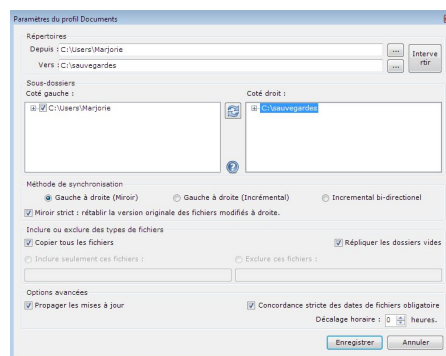 Paramètres du profil Documents
Répertoires
Depuis : C:\Users\Marjorie ...
Vers : C:\sauvegardes ...
Interve
rtir
Sous-dossiers
Coté gauche : Coté droit :
C:\Users\Marjorie C:\sauvegardes
Méthode de synchronisation
Gauche à droite (Miroir) Gauche à droite (Incrémental) Incremental bi-directionel
Miroir strict : rétablir la version originale des fichiers modifiés à droite.
Inclure ou exclure des types de fichiers
Copier tous les fichiers Répliquer les dossiers vides
Inclure seulement ces fichiers : Exclure ces fichiers :
Options avancées
Propager les mises à jour Concordance stricte des dates de fichiers obligatoire
Décalage horaire : 0 heures.
Enregistrer Annuler